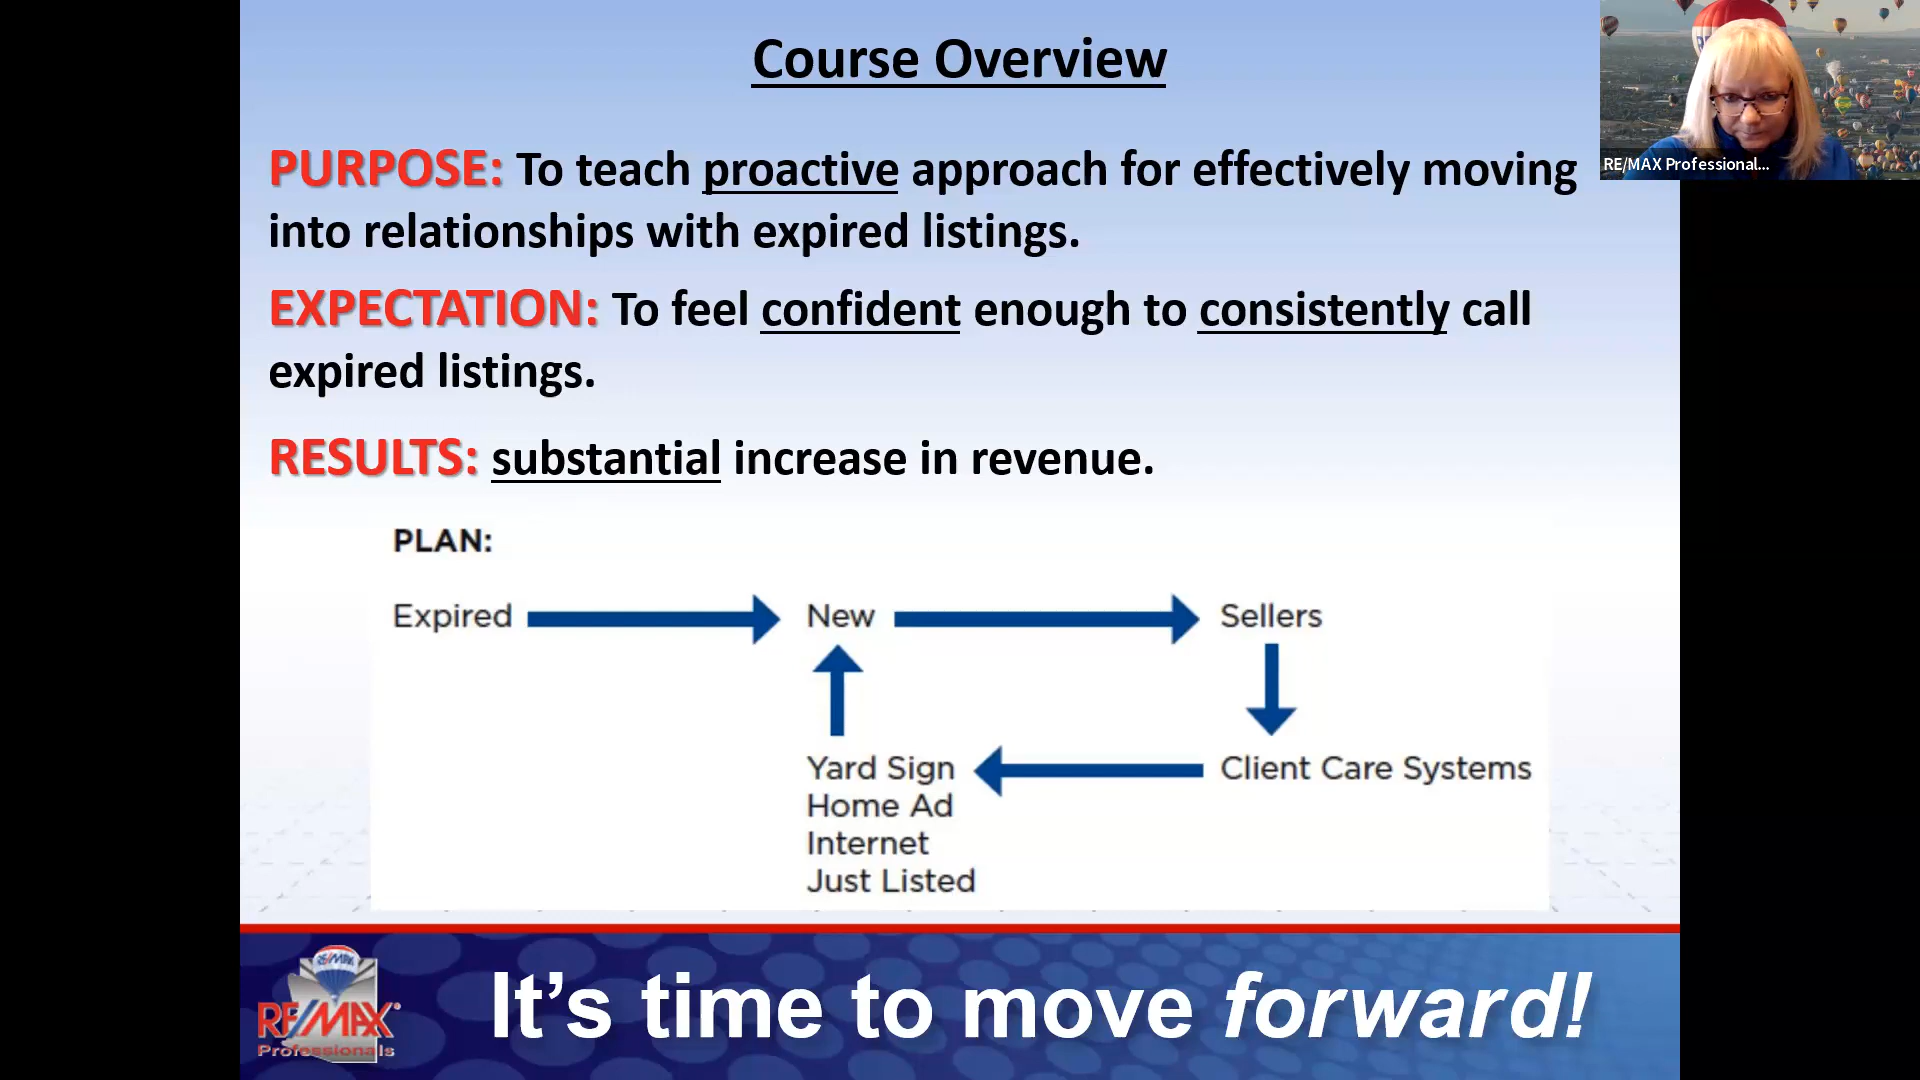 Course Overview
PURPOSE: To teach proactive approach for effectively moving
into relationships with expired listings.
EXPECTATION: To feel confident enough to consistently call
expired listings.
RESULTS: substantial increase in revenue.
PLAN:
Expired New Sellers
Yard Sign Client Care Systems
Home Ad
Internet
Just Listed
RE/MAX
RE/MAX
Professionals
It's time to move forward!
RE/MAX Professional...